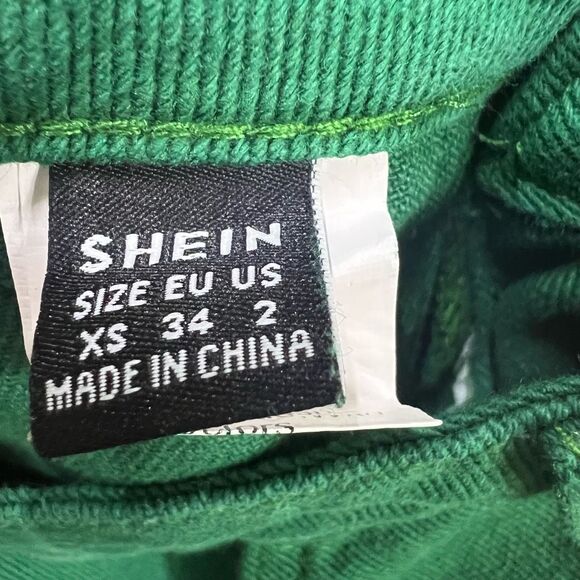 SHEIN
SIZE EU US
XS 34 2
MADE IN CHINA